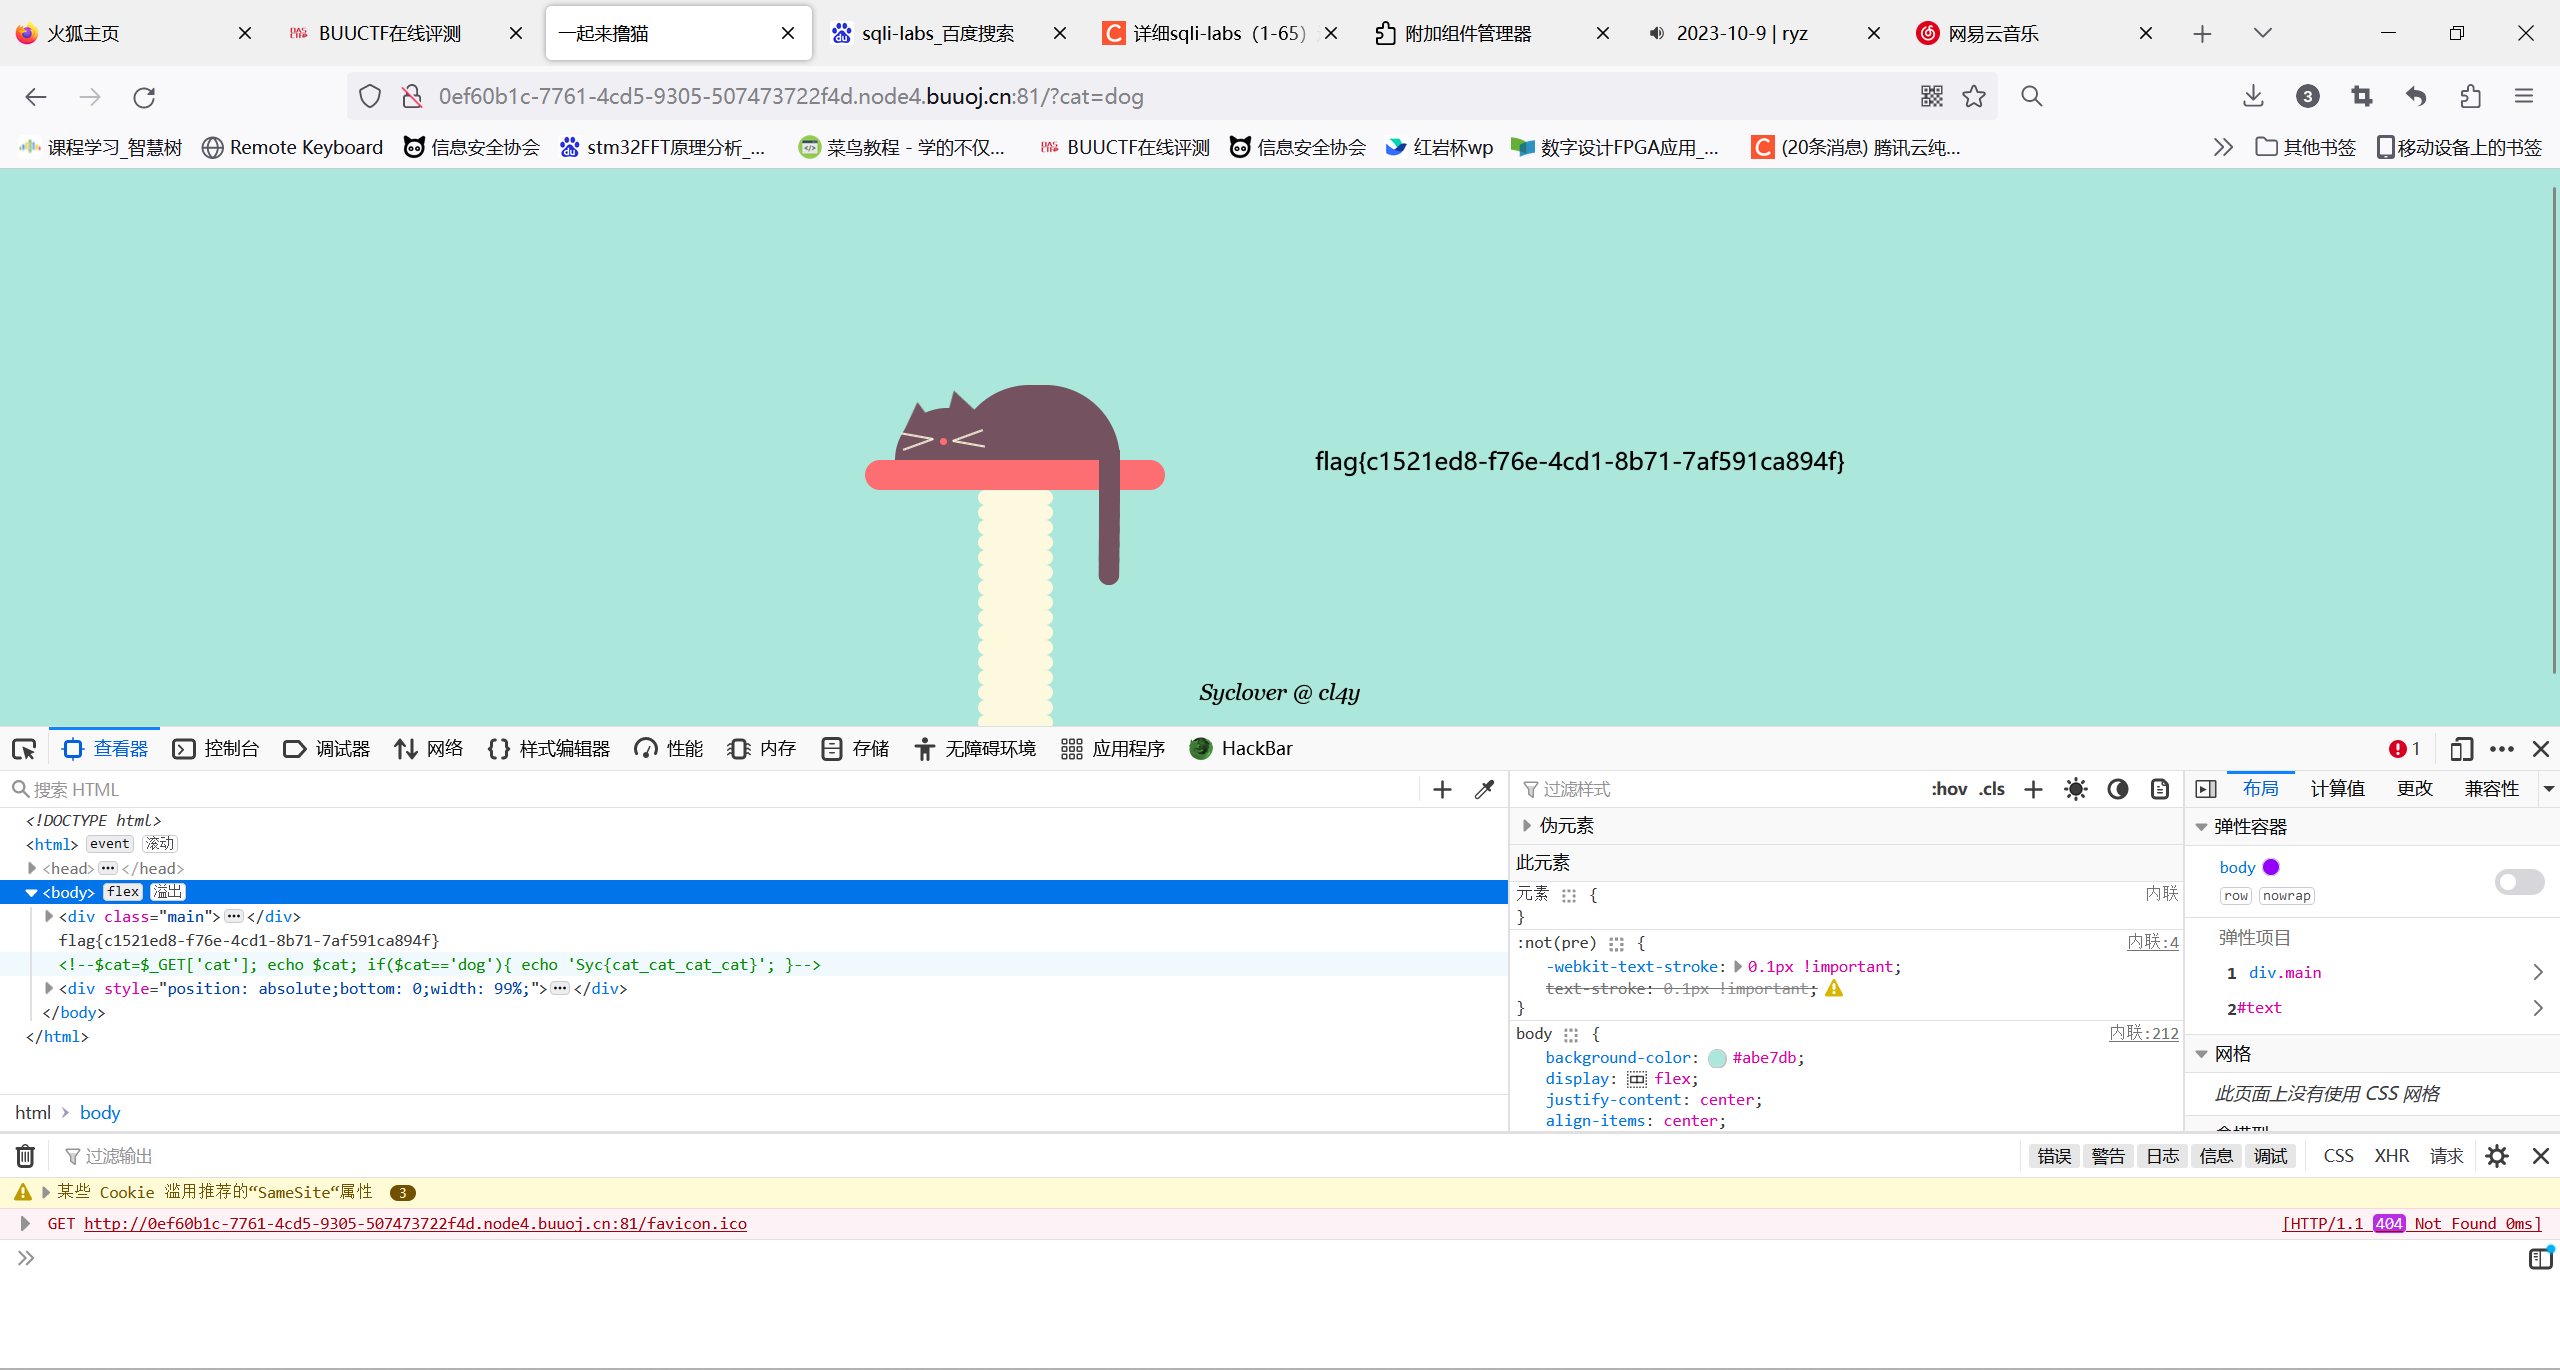 火狐主页
BUUCTF在线评测
一起来撸猫
sqli-labs_百度搜索
详细sqli-labs（1-65）
附加组件管理器
2023-10-9 | ryz
网易云音乐
0ef60b1c-7761-4cd5-9305-507473722f4d.node4.buuoj.cn:81/?cat=dog
3
课程学习_智慧树
Remote Keyboard
信息安全协会
stm32FFT原理分析_...
菜鸟教程 - 学的不仅...
BUUCTF在线评测
信息安全协会
红岩杯wp
数字设计FPGA应用_...
(20条消息) 腾讯云纯...
其他书签
移动设备上的书签
flag{c1521ed8-f76e-4cd1-8b71-7af591ca894f}
Syclover @ cl4y
查看器
控制台
调试器
网络
样式编辑器
性能
内存
存储
无障碍环境
应用程序
HackBar
1
搜索 HTML
<!DOCTYPE html>
<html> event 滚动
<head> ••• </head>
<body> flex 溢出
<div class="main"> ••• </div>
flag{c1521ed8-f76e-4cd1-8b71-7af591ca894f}
<!--$cat=$_GET['cat']; echo $cat; if($cat=='dog'){ echo 'Syc{cat_cat_cat_cat}'; }-->
<div style="position: absolute;bottom: 0;width: 99%;"> ••• </div>
</body>
</html>
html > body
过滤样式
:hov .cls
伪元素
此元素
元素 { 内联
}
:not(pre) { 内联:4
-webkit-text-stroke: 0.1px !important;
text-stroke: 0.1px !important;
}
body { 内联:212
background-color: #abe7db;
display: flex;
justify-content: center;
align-items: center;
布局
计算值
更改
兼容性
弹性容器
body
row nowrap
弹性项目
1 div.main
2 #text
网格
此页面上没有使用 CSS 网格
过滤输出
错误 警告 日志 信息 调试 CSS XHR 请求
某些 Cookie 滥用推荐的“SameSite“属性 3
GET http://0ef60b1c-7761-4cd5-9305-507473722f4d.node4.buuoj.cn:81/favicon.ico
[HTTP/1.1 404 Not Found 0ms]